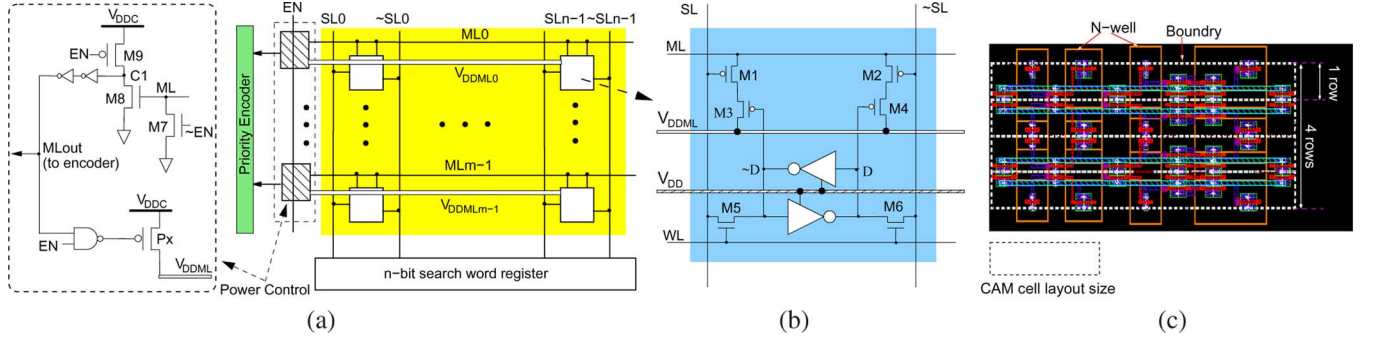 V_DDC
EN
M9
C1
M8
ML
M7
~EN
MLout
(to encoder)
V_DDC
EN
Px
V_DDML
Priority Encoder
EN
SL0
~SL0
SLn−1
~SLn−1
ML0
V_DDML0
MLm−1
V_DDMLm−1
n−bit search word register
Power Control
(a)
SL
~SL
ML
M1
M2
M3
M4
V_DDML
~D
D
V_DD
M5
M6
WL
(b)
N−well
Boundry
1 row
4 rows
CAM cell layout size
(c)